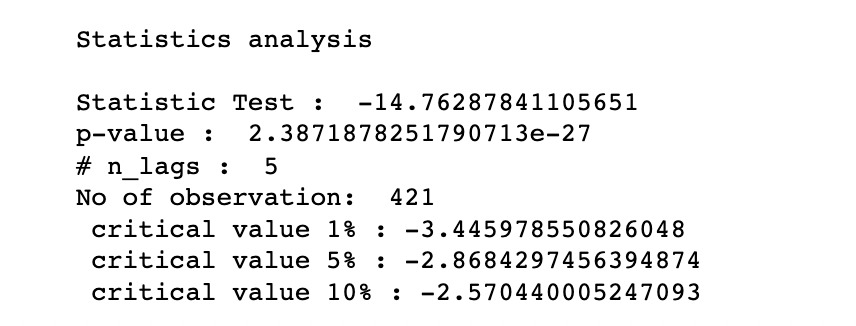 Statistics analysis
Statistic Test :  -14.76287841105651
p-value :  2.3871878251790713e-27
# n_lags :  5
No of observation:  421
 critical value 1% : -3.445978550826048
 critical value 5% : -2.8684297456394874
 critical value 10% : -2.570440005247093